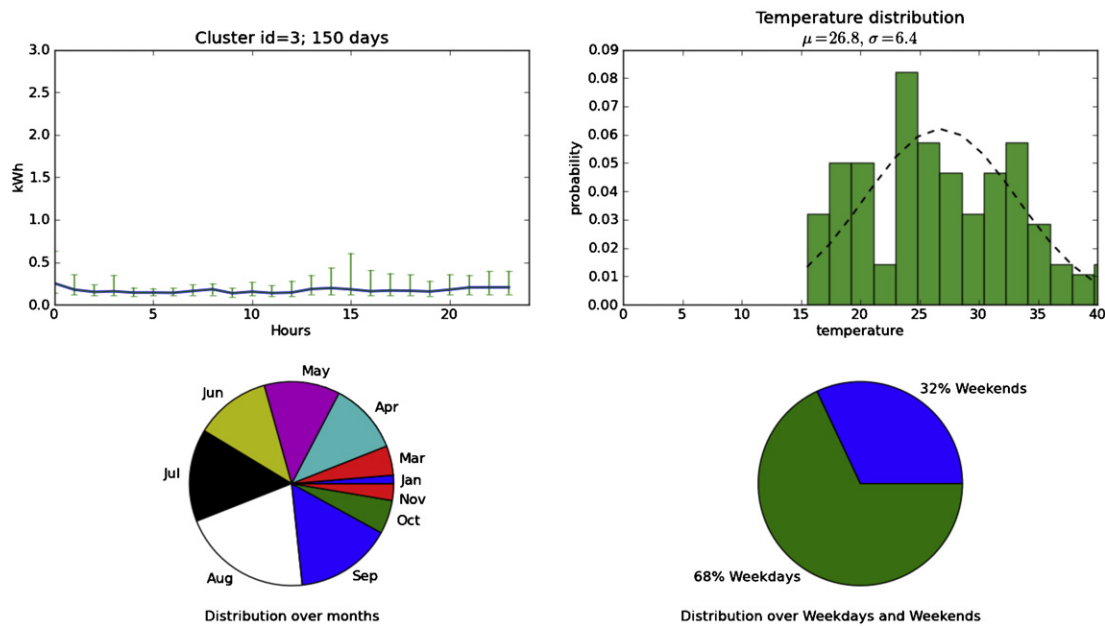 Cluster id=3; 150 days
3.0
2.5
2.0
1.5
1.0
0.5
0.0
kWh
0 5 10 15 20
Hours
Temperature distribution
μ=26.8, σ=6.4
0.09
0.08
0.07
0.06
0.05
0.04
0.03
0.02
0.01
0.00
probability
0 5 10 15 20 25 30 35 40
temperature
May
Jun
Apr
Jul
Mar
Jan
Nov
Oct
Aug
Sep
Distribution over months
32% Weekends
68% Weekdays
Distribution over Weekdays and Weekends